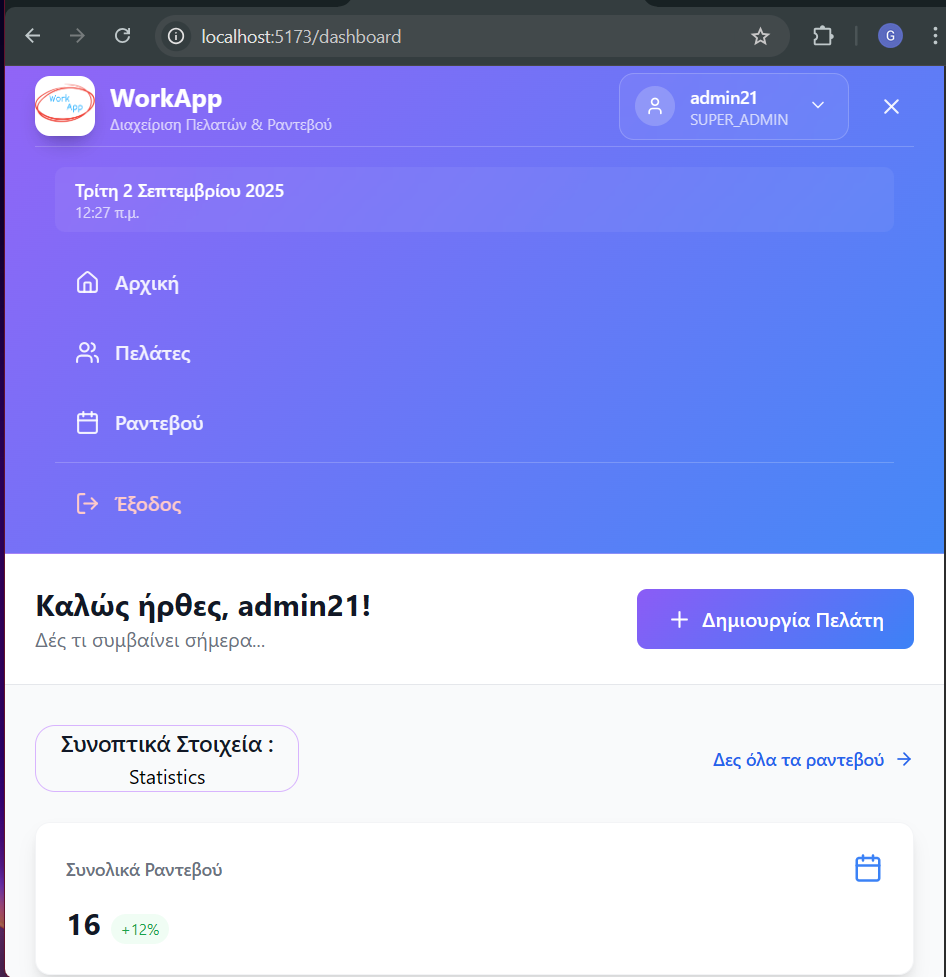 localhost:5173/dashboard
G
Work
App
WorkApp
Διαχείριση Πελατών & Ραντεβού
admin21
SUPER_ADMIN
Τρίτη 2 Σεπτεμβρίου 2025
12:27 π.μ.
Αρχική
Πελάτες
Ραντεβού
Έξοδος
Καλώς ήρθες, admin21!
Δές τι συμβαίνει σήμερα...
Δημιουργία Πελάτη
Συνοπτικά Στοιχεία :
Statistics
Δες όλα τα ραντεβού
Συνολικά Ραντεβού
16 +12%